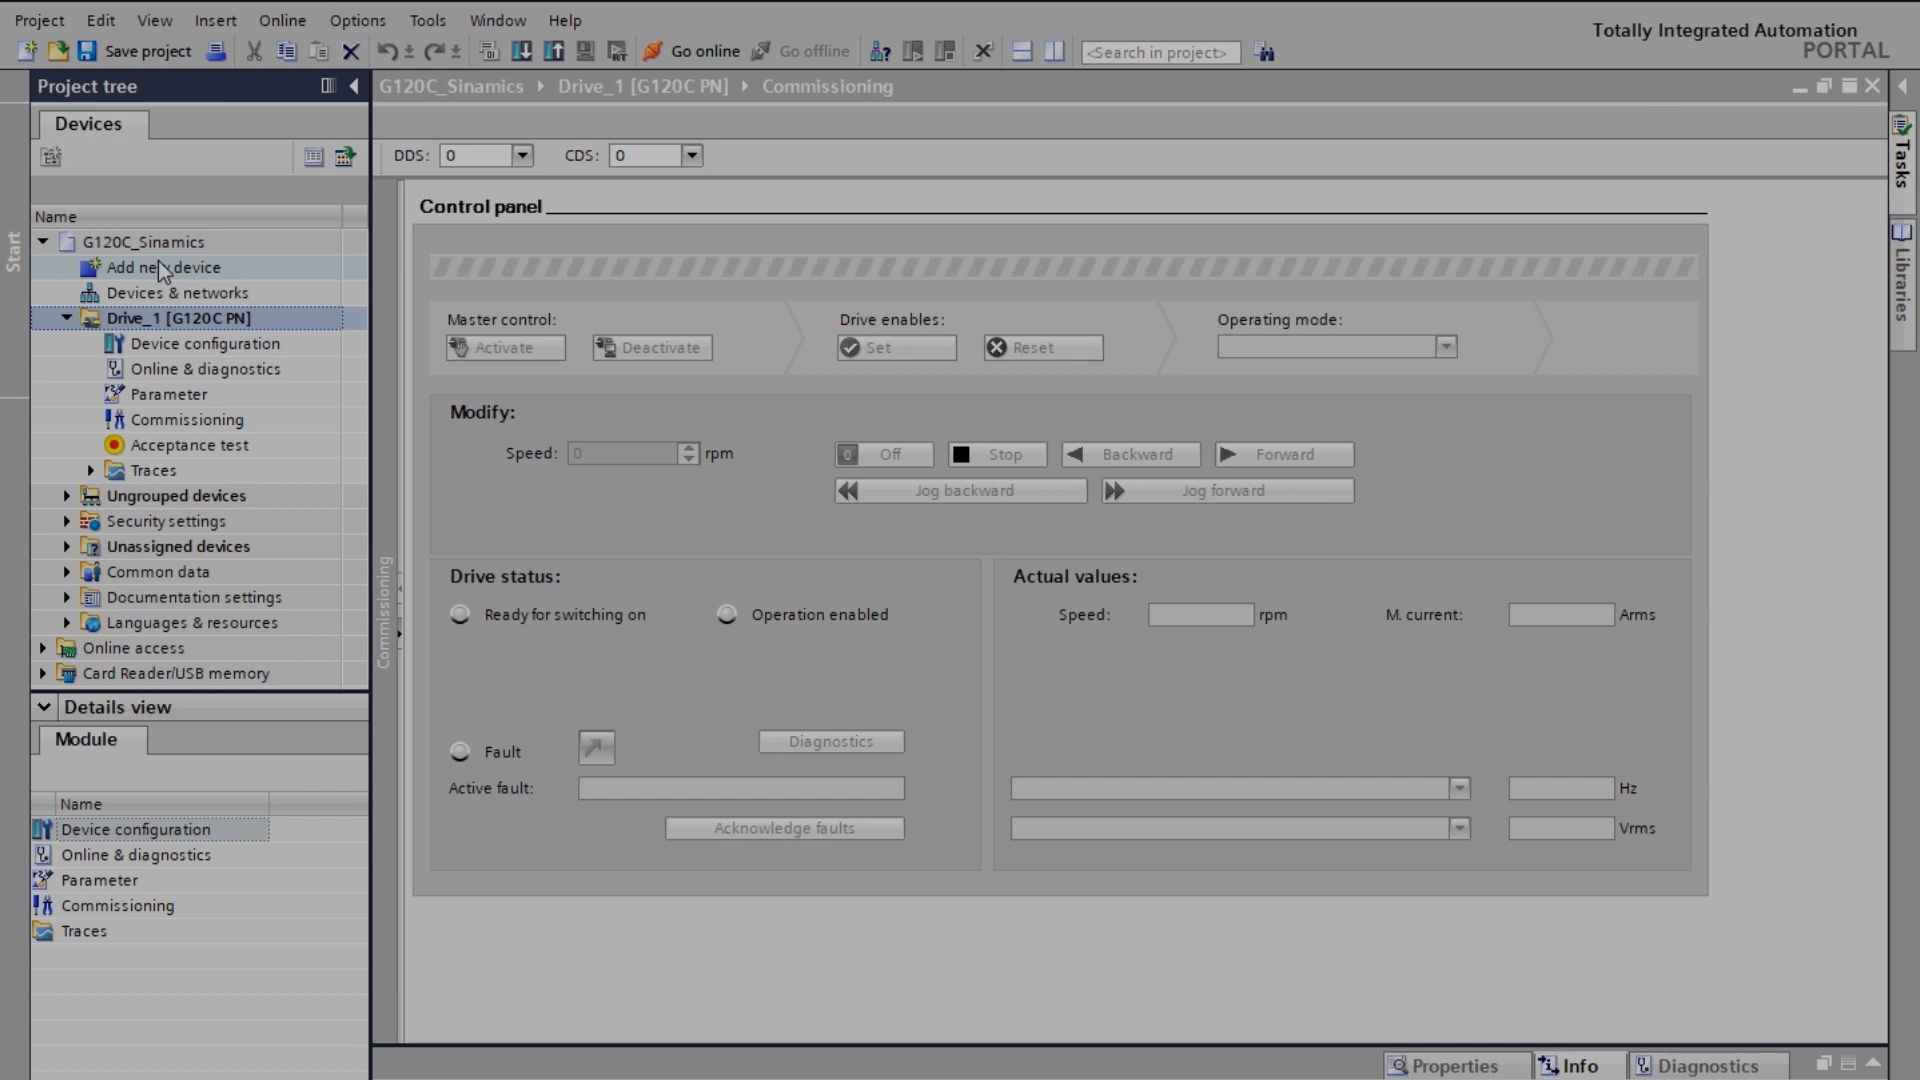 Project Edit View Insert Online Options Tools Window Help
Totally Integrated Automation
PORTAL
Save project
Go online
Go offline
<Search in project>
Project tree
G120C_Sinamics
Drive_1 [G120C PN]
Commissioning
Devices
DDS: 0
CDS: 0
Start
Name
G120C_Sinamics
Add new device
Devices & networks
Drive_1 [G120C PN]
Device configuration
Online & diagnostics
Parameter
Commissioning
Acceptance test
Traces
Ungrouped devices
Security settings
Unassigned devices
Common data
Documentation settings
Languages & resources
Online access
Card Reader/USB memory
Details view
Module
Name
Device configuration
Online & diagnostics
Parameter
Commissioning
Traces
Commissioning
Control panel
Master control:
Activate
Deactivate
Drive enables:
Set
Reset
Operating mode:
Modify:
Speed: 0 rpm
0 Off
Stop
Backward
Forward
Jog backward
Jog forward
Drive status:
Ready for switching on
Operation enabled
Fault
Diagnostics
Active fault:
Acknowledge faults
Actual values:
Speed: rpm
M. current: Arms
Hz
Vrms
Tasks
Libraries
Properties
Info
Diagnostics